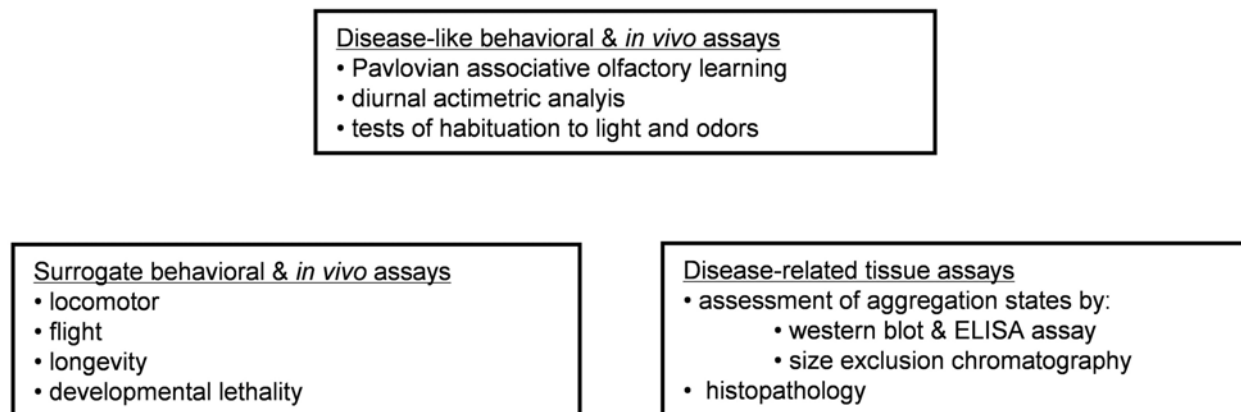 Disease-like behavioral & in vivo assays
• Pavlovian associative olfactory learning
• diurnal actimetric analyis
• tests of habituation to light and odors
Surrogate behavioral & in vivo assays
• locomotor
• flight
• longevity
• developmental lethality
Disease-related tissue assays
• assessment of aggregation states by:
• western blot & ELISA assay
• size exclusion chromatography
• histopathology